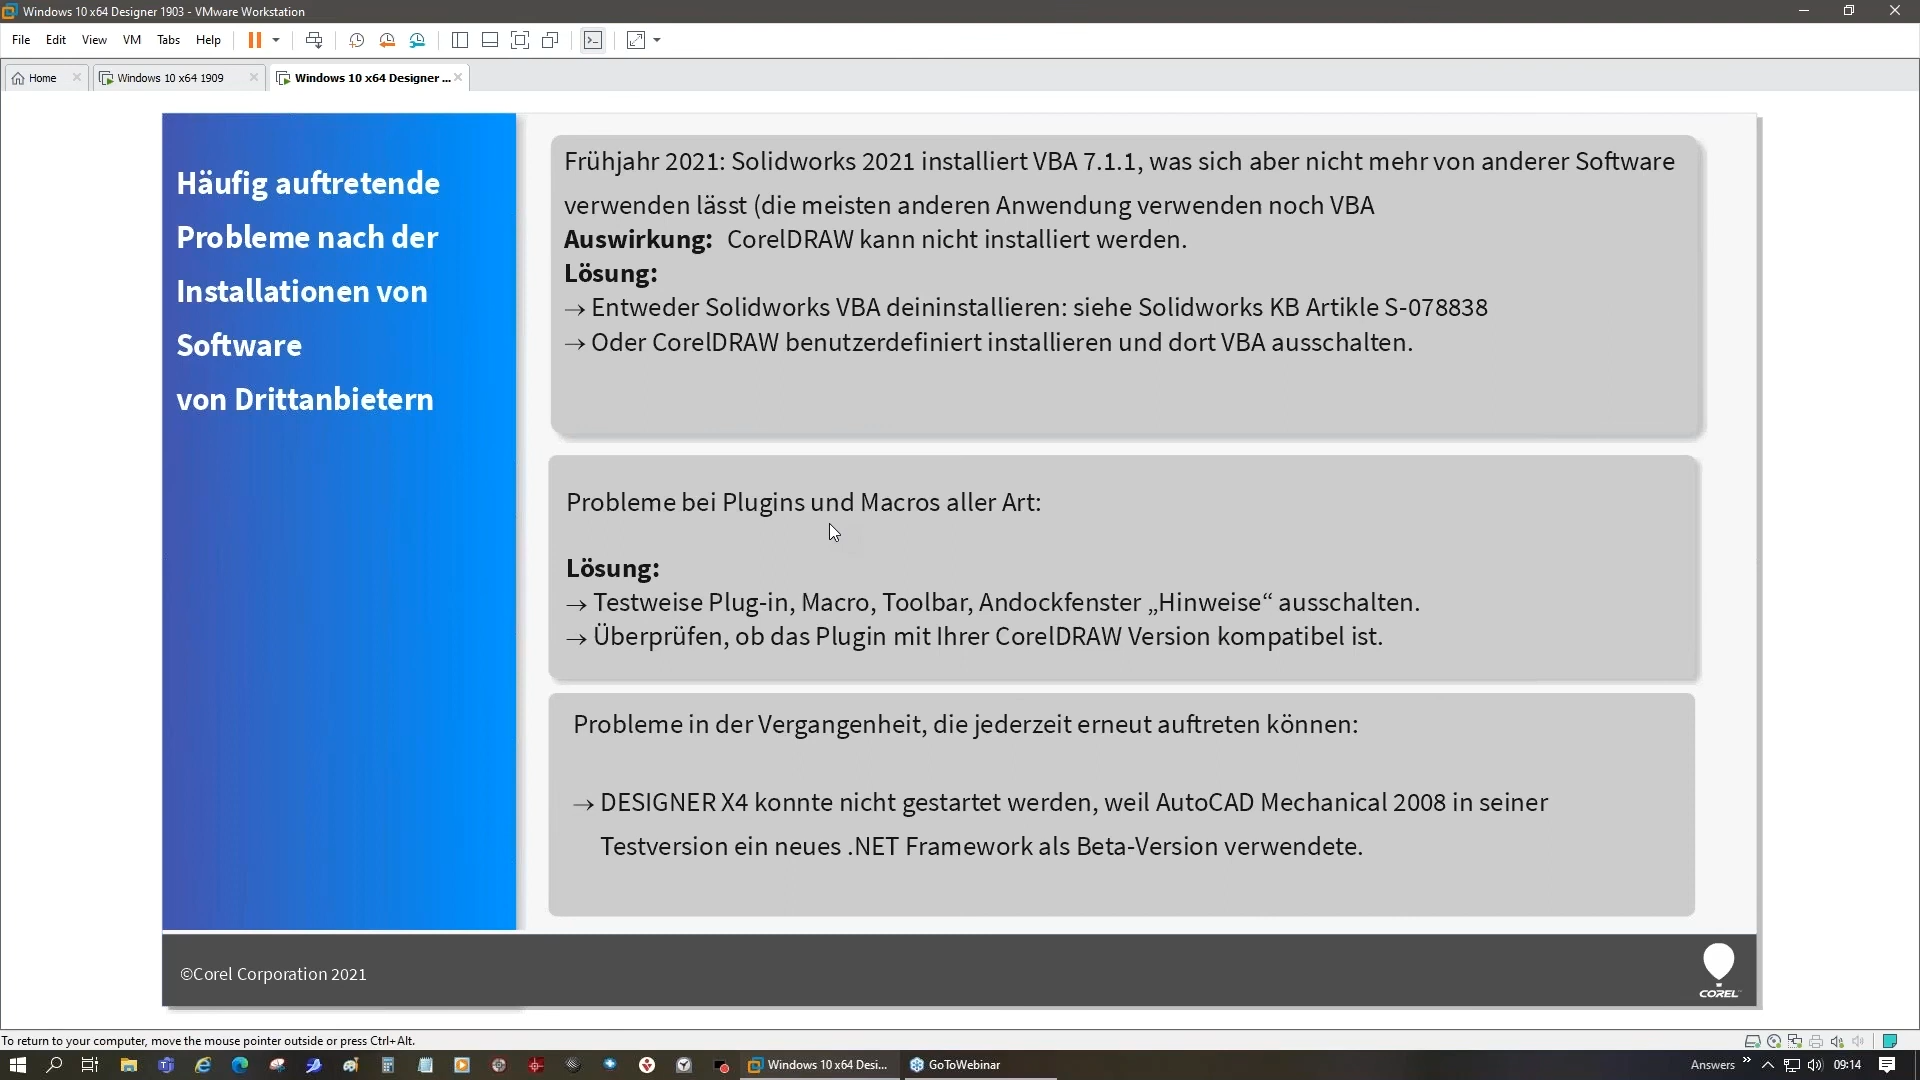 Windows 10 x64 Designer 1903 - VMware Workstation
File Edit View VM Tabs Help
Home Windows 10 x64 1909 Windows 10 x64 Designer ...
Häufig auftretende
Probleme nach der
Installationen von
Software
von Drittanbietern
Frühjahr 2021: Solidworks 2021 installiert VBA 7.1.1, was sich aber nicht mehr von anderer Software
verwenden lässt (die meisten anderen Anwendung verwenden noch VBA
Auswirkung: CorelDRAW kann nicht installiert werden.
Lösung:
→ Entweder Solidworks VBA deininstallieren: siehe Solidworks KB Artikle S-078838
→ Oder CorelDRAW benutzerdefiniert installieren und dort VBA ausschalten.
Probleme bei Plugins und Macros aller Art:
Lösung:
→ Testweise Plug-in, Macro, Toolbar, Andockfenster „Hinweise“ ausschalten.
→ Überprüfen, ob das Plugin mit Ihrer CorelDRAW Version kompatibel ist.
Probleme in der Vergangenheit, die jederzeit erneut auftreten können:
→ DESIGNER X4 konnte nicht gestartet werden, weil AutoCAD Mechanical 2008 in seiner
Testversion ein neues .NET Framework als Beta-Version verwendete.
©Corel Corporation 2021
COREL™
To return to your computer, move the mouse pointer outside or press Ctrl+Alt.
Windows 10 x64 Desi... GoToWebinar Answers 09:14